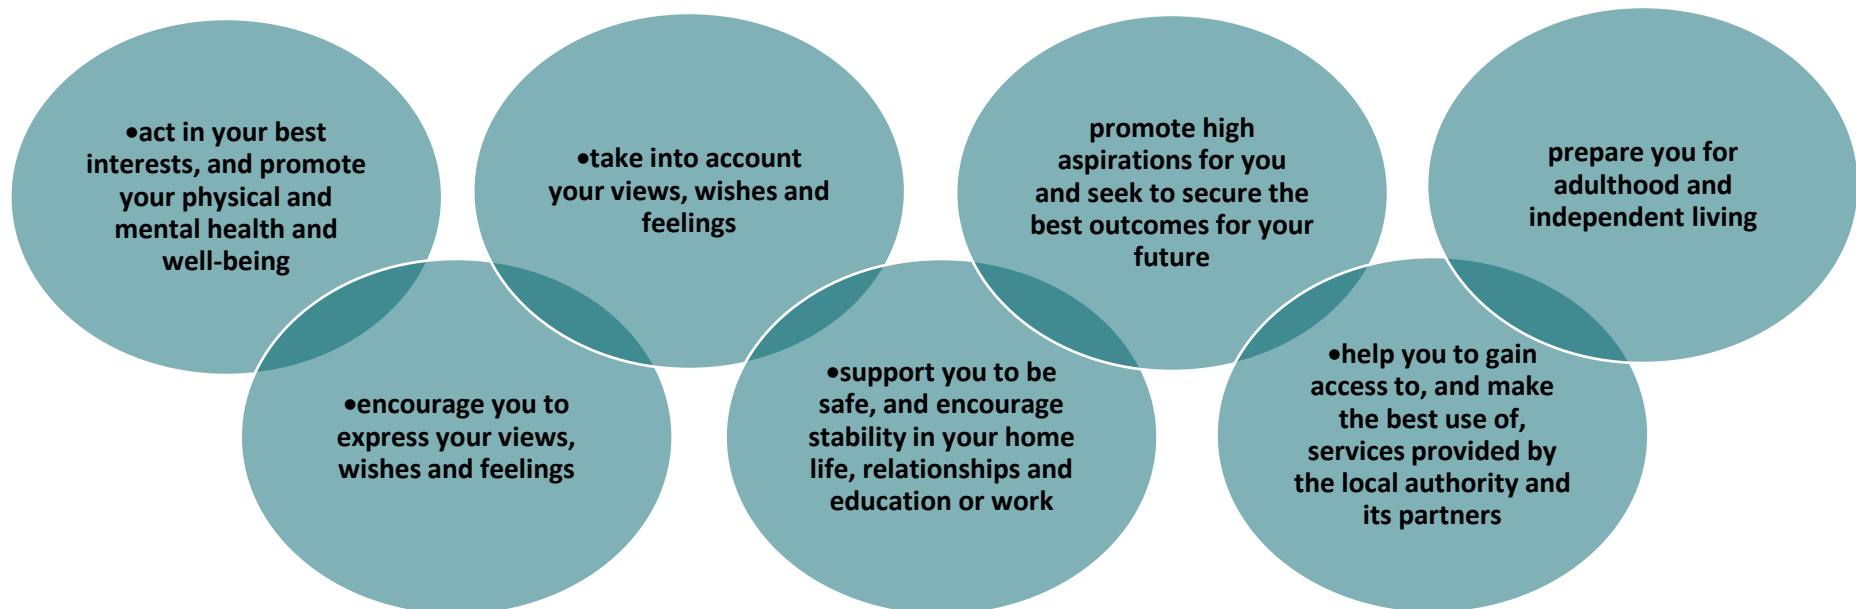 •act in your best
interests, and promote
your physical and
mental health and
well-being
•encourage you to
express your views,
wishes and feelings
•take into account
your views, wishes and
feelings
•support you to be
safe, and encourage
stability in your home
life, relationships and
education or work
promote high
aspirations for you
and seek to secure the
best outcomes for your
future
•help you to gain
access to, and make
the best use of,
services provided by
the local authority and
its partners
prepare you for
adulthood and
independent living